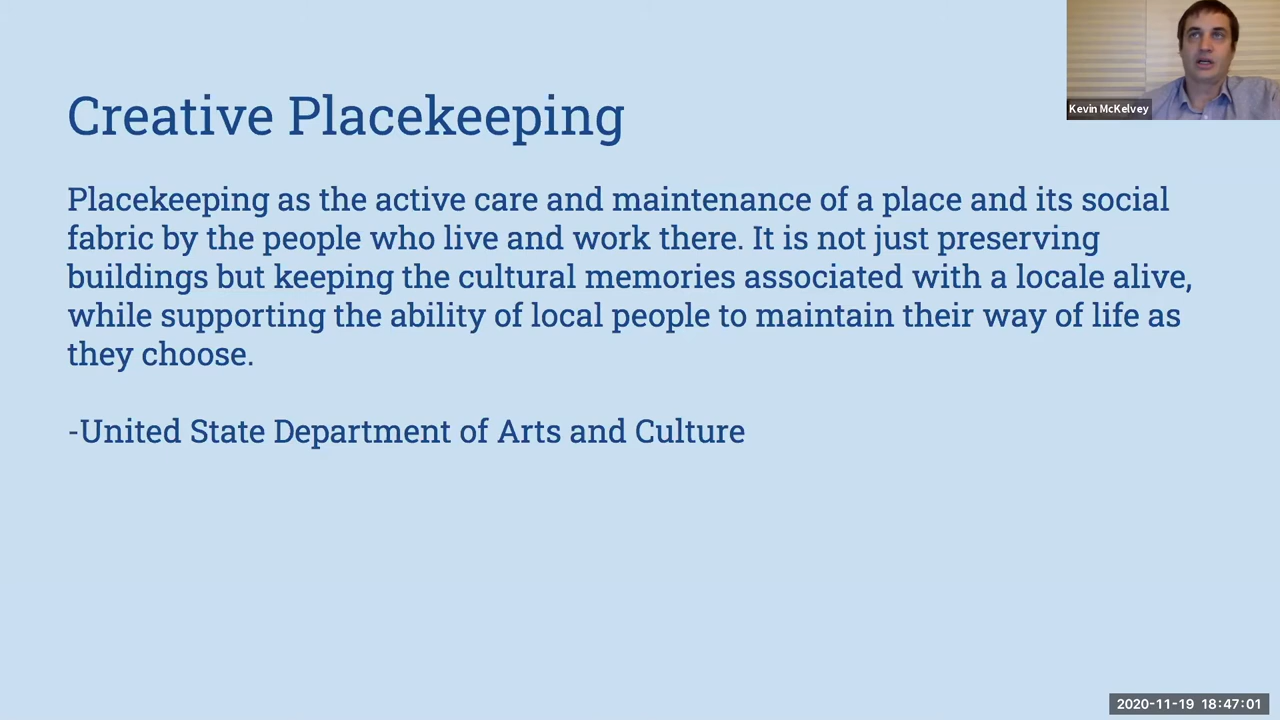 Kevin McKelvey
Creative Placekeeping
Placekeeping as the active care and maintenance of a place and its social
fabric by the people who live and work there. It is not just preserving
buildings but keeping the cultural memories associated with a locale alive,
while supporting the ability of local people to maintain their way of life as
they choose.
-United State Department of Arts and Culture
2020-11-19 18:47:01